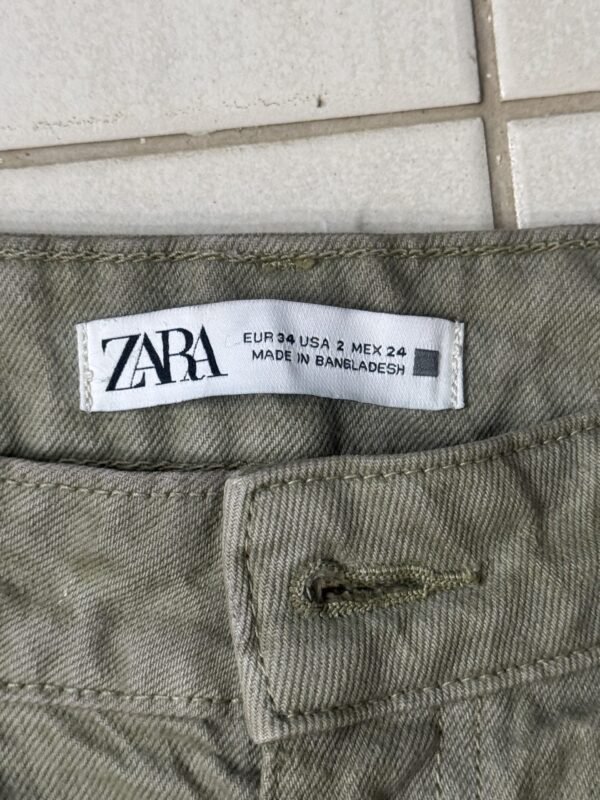 ZARA
EUR 34 USA 2 MEX 24
MADE IN BANGLADESH